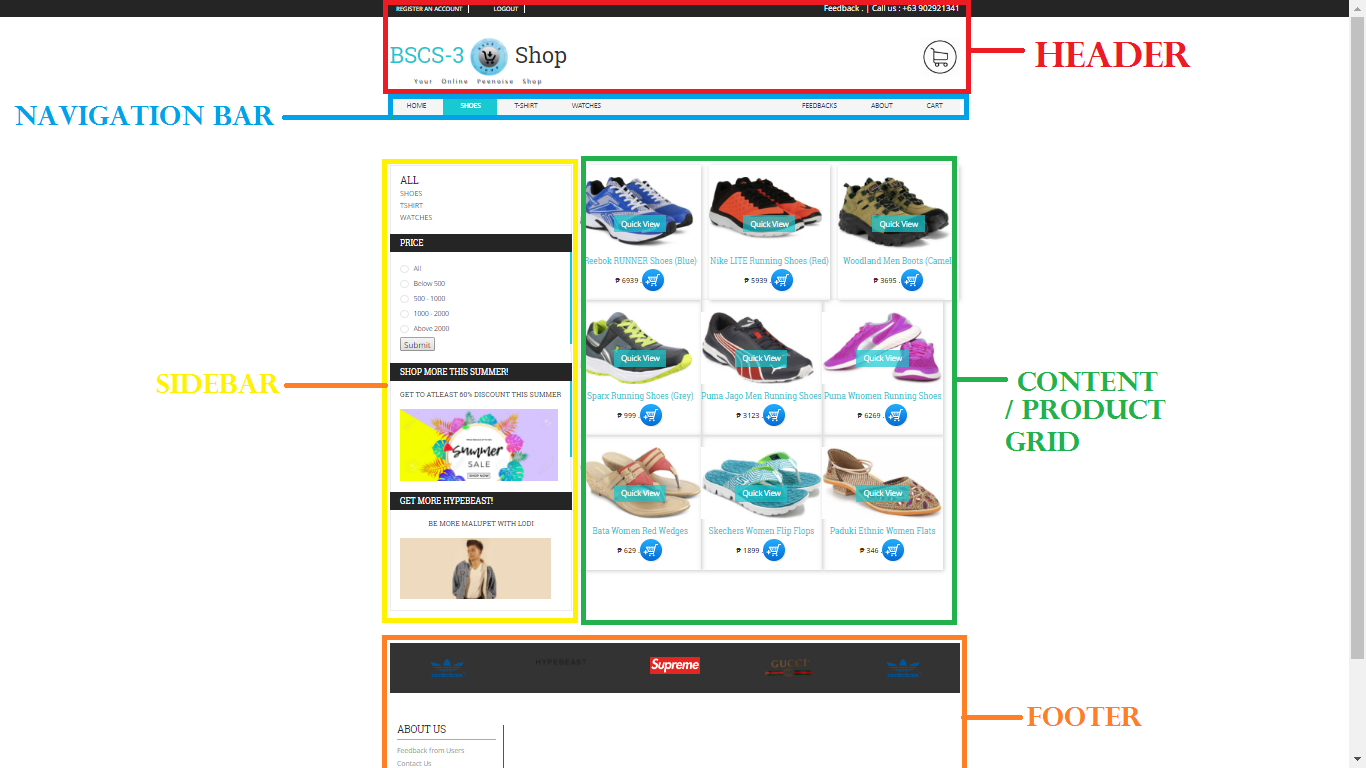 REGISTER AN ACCOUNT | LOGOUT | Feedback . | Call us : +63 902921341
BSCS-3 Shop
Your Online Peenoise Shop
HEADER
NAVIGATION BAR
HOME SHOES T-SHIRT WATCHES FEEDBACKS ABOUT CART
ALL
SHOES
TSHIRT
WATCHES
PRICE
All
Below 500
500 - 1000
1000 - 2000
Above 2000
Submit
SIDEBAR
SHOP MORE THIS SUMMER!
GET TO ATLEAST 60% DISCOUNT THIS SUMMER
Summer
SALE
SHOP NOW
GET MORE HYPEBEAST!
BE MORE MALUPET WITH LODI
Quick View Quick View Quick View
Reebok RUNNER Shoes (Blue) Nike LITE Running Shoes (Red) Woodland Men Boots (Camel
₱ 6939 . ₱ 5939 . ₱ 3695 .
Quick View Quick View Quick View
Sparx Running Shoes (Grey) Puma Jago Men Running Shoes Puma Wnomen Running Shoes
₱ 999 . ₱ 3123 . ₱ 6269 .
Quick View Quick View Quick View
Bata Women Red Wedges Skechers Women Flip Flops Paduki Ethnic Women Flats
₱ 629 . ₱ 1899 . ₱ 346 .
CONTENT
/ PRODUCT
GRID
HYPEBEAST Supreme GUCCI
FOOTER
ABOUT US
Feedback from Users
Contact Us